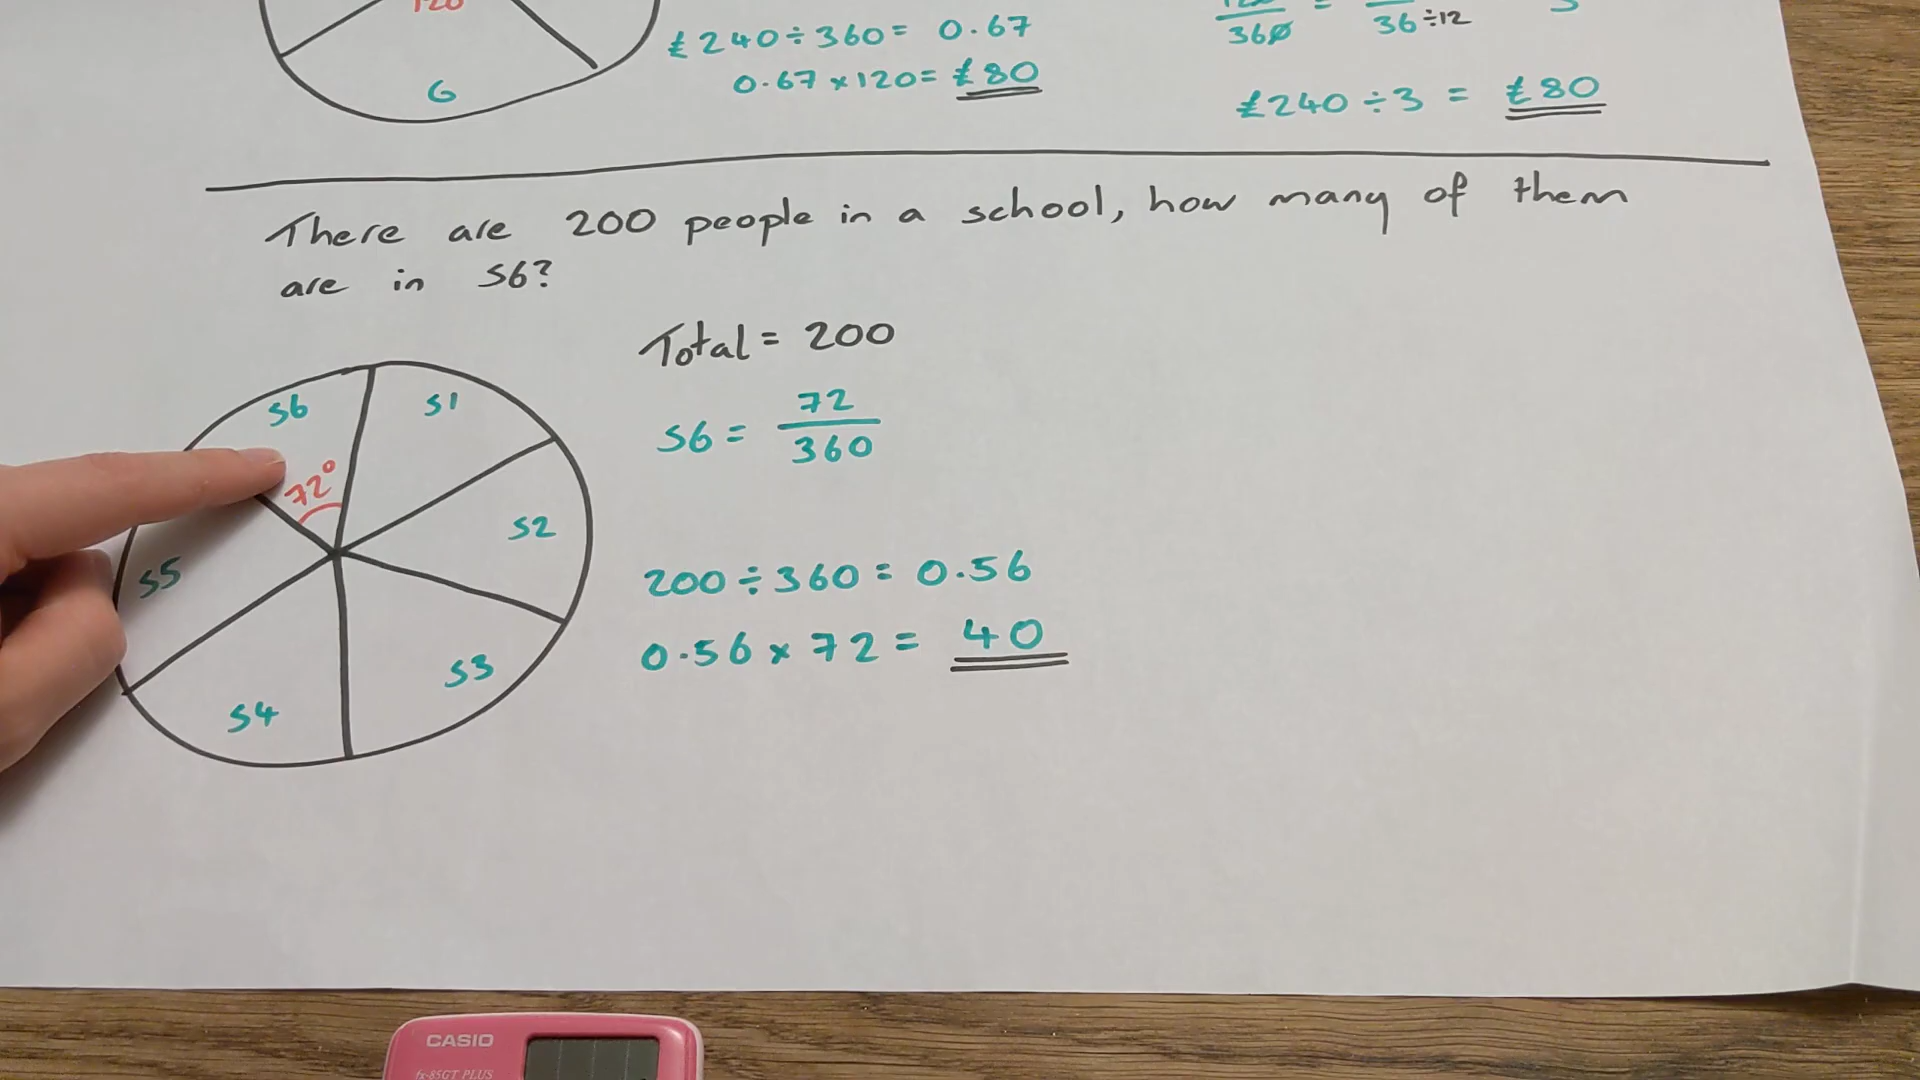 120
G
£240÷360= 0.67
0.67×120= £80
360 = 36 ÷12
£240÷3 = £80
There are 200 people in a school, how many of them
are in S6?
Total = 200
S6 = 72
360
S6
S1
72°
S2
S5
S3
S4
200÷360= 0.56
0.56×72= 40
CASIO
fx-85GT PLUS